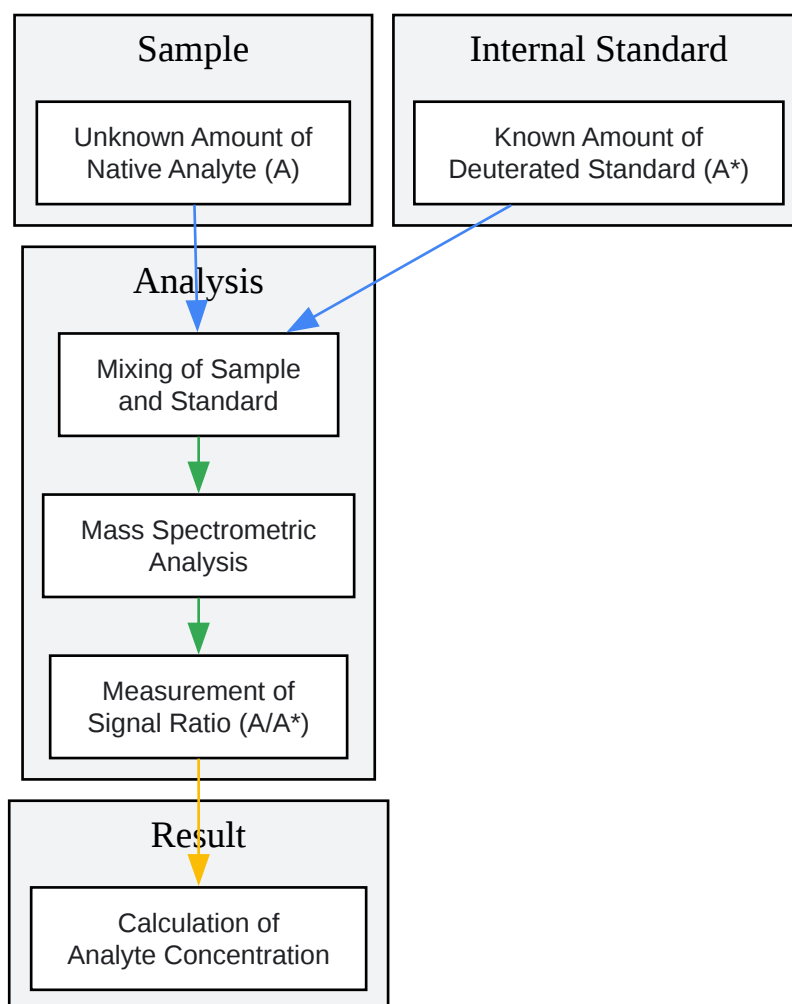 Sample
Unknown Amount of
Native Analyte (A)
Internal Standard
Known Amount of
Deuterated Standard (A*)
Analysis
Mixing of Sample
and Standard
Mass Spectrometric
Analysis
Measurement of
Signal Ratio (A/A*)
Result
Calculation of
Analyte Concentration